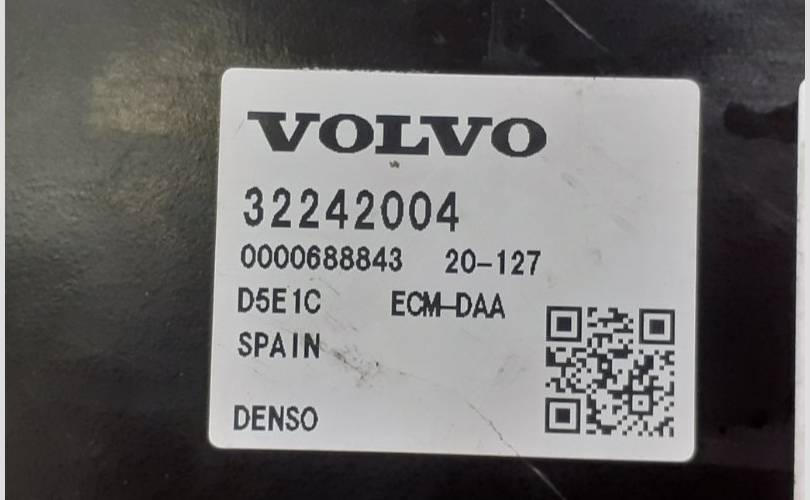 VOLVO
32242004
0000688843 20-127
D5E1C ECM-DAA
SPAIN
DENSO